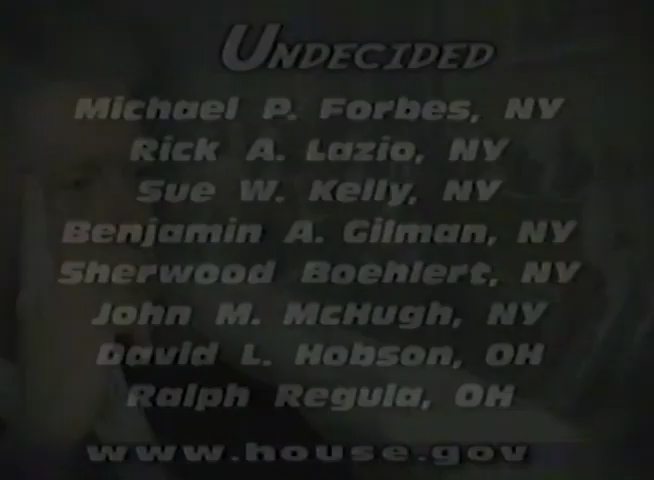 UNDECIDED
Michael P. Forbes, NY
Rick A. Lazio, NY
Sue W. Kelly, NY
Benjamin A. Gilman, NY
Sherwood Boehlert, NY
John M. McHugh, NY
David L. Hobson, OH
Ralph Regula, OH
www.house.gov